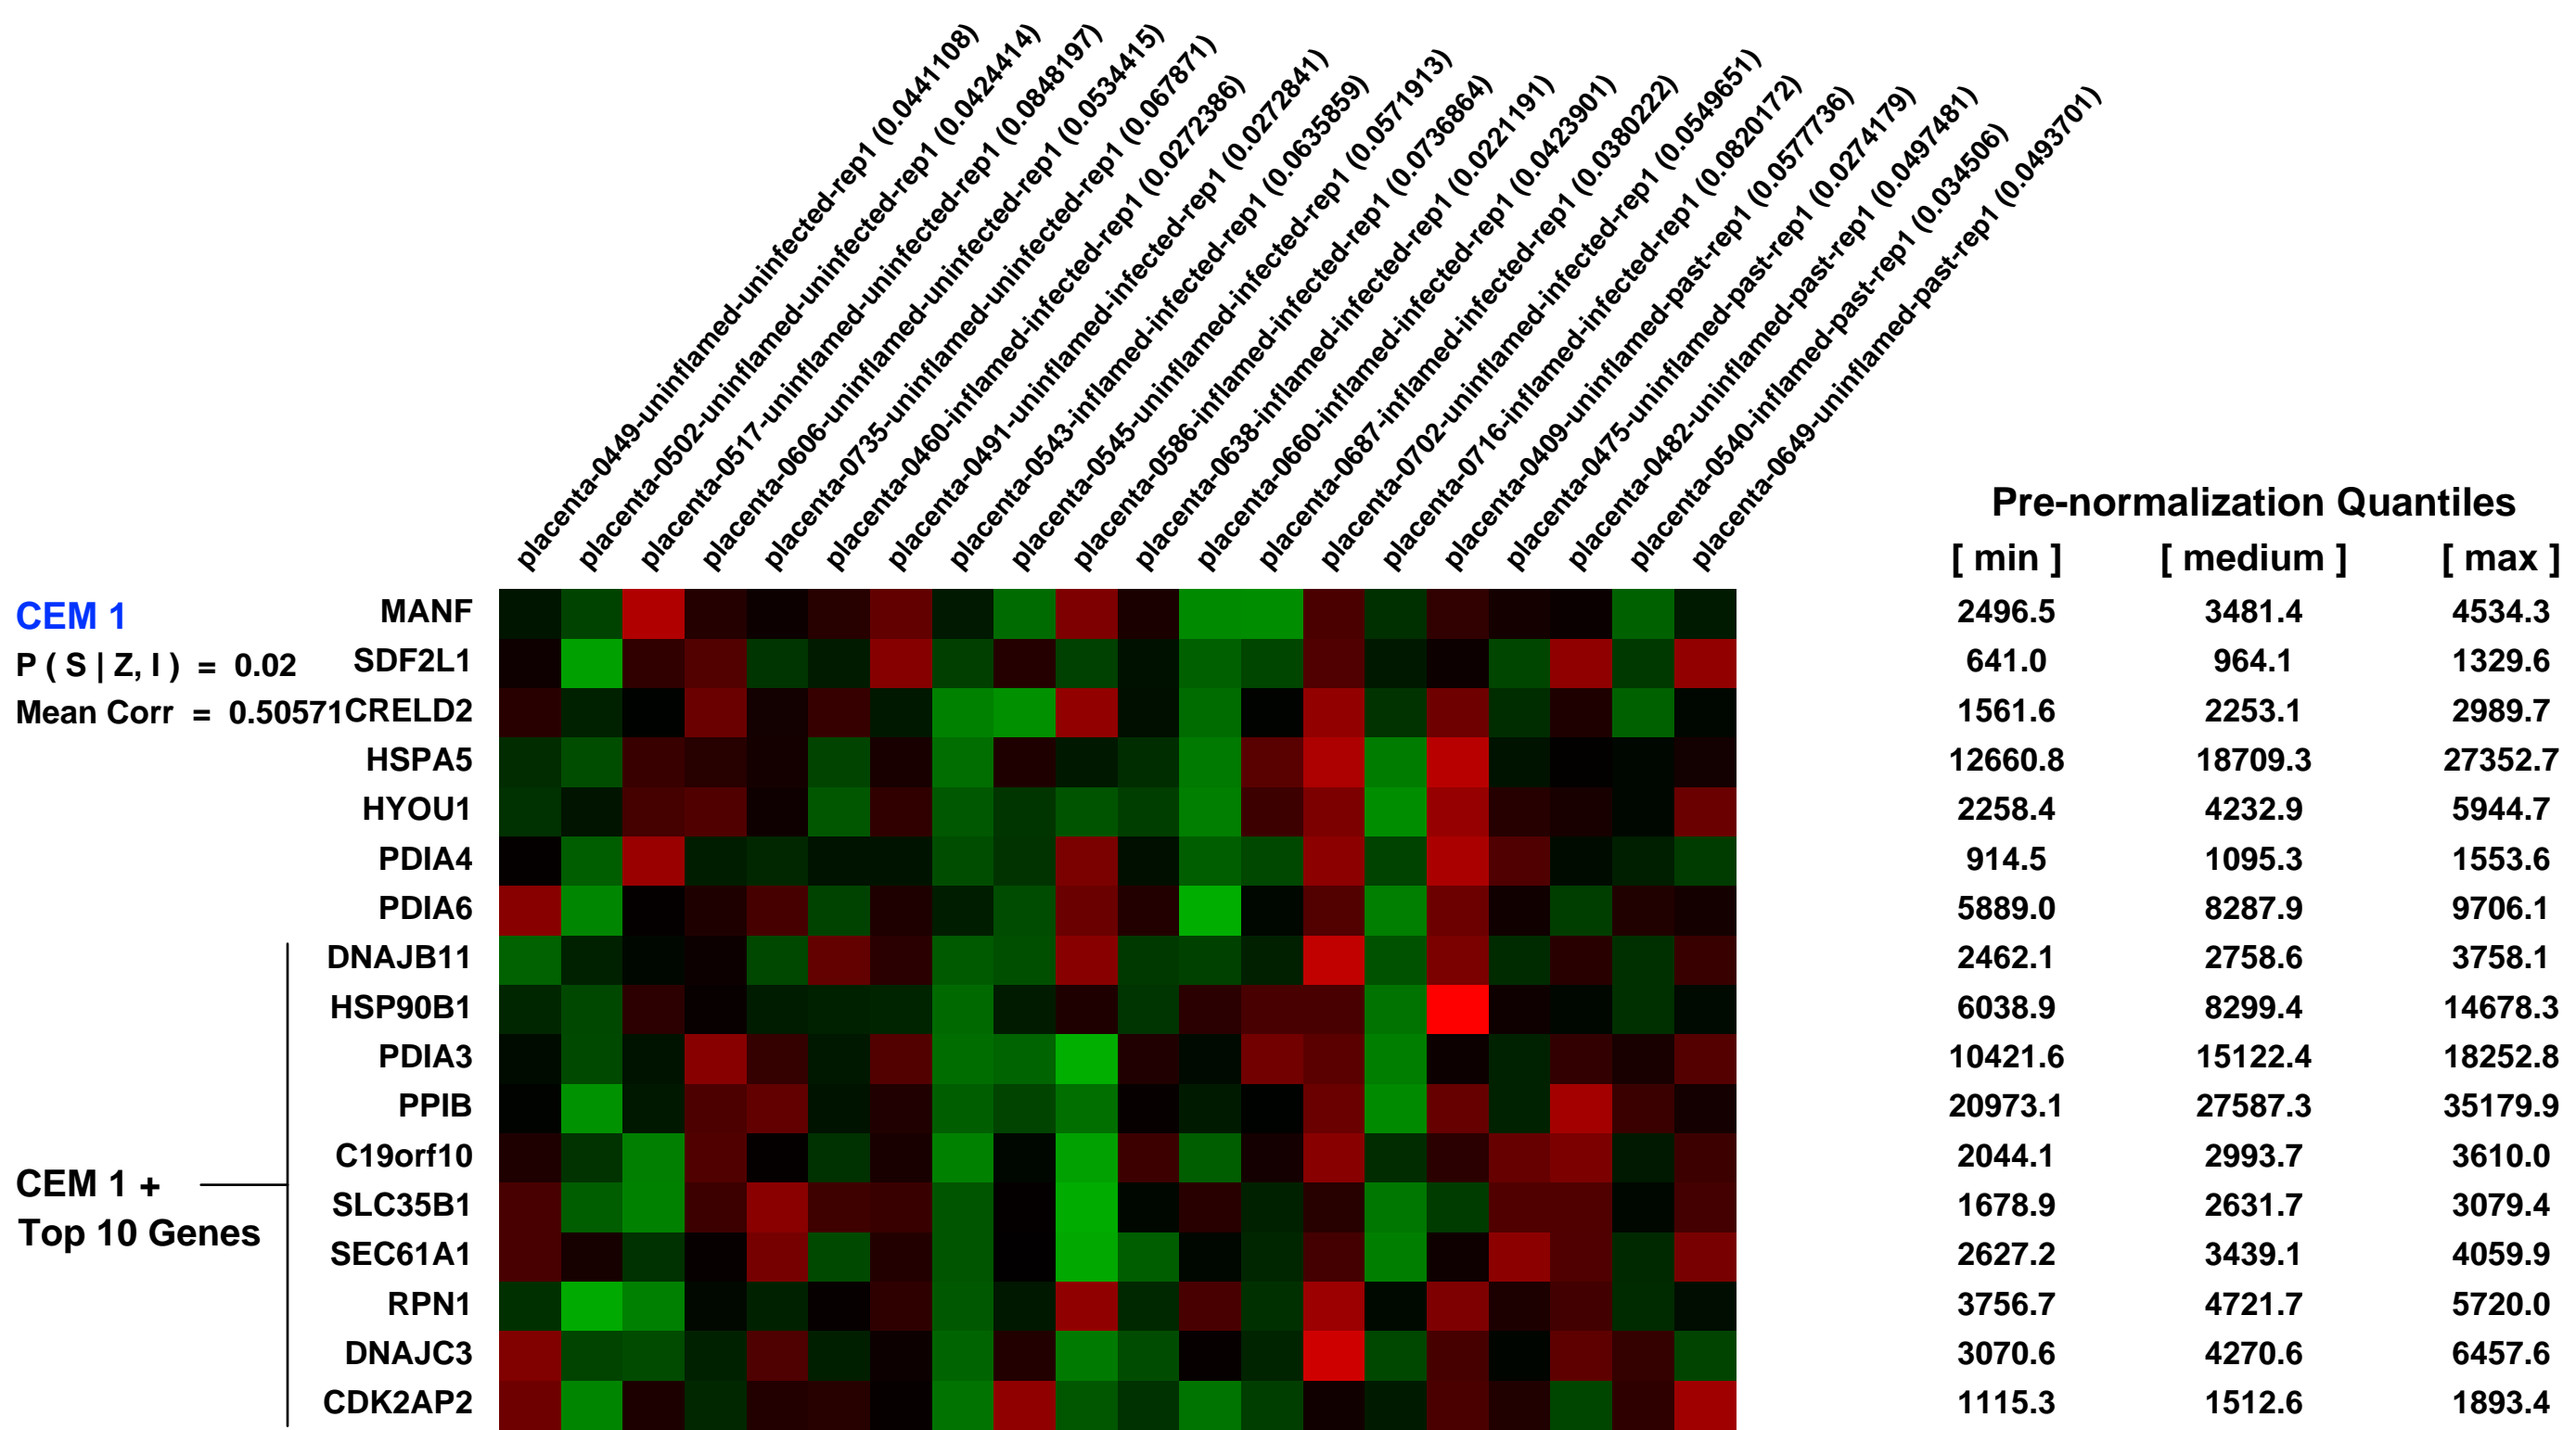 placenta-0449-uninflamed-uninfected-rep1 (0.0441108)
placenta-0502-uninflamed-uninfected-rep1 (0.0424414)
placenta-0517-uninflamed-uninfected-rep1 (0.0848197)
placenta-0606-uninflamed-uninfected-rep1 (0.0534415)
placenta-0735-uninflamed-uninfected-rep1 (0.067871)
placenta-0460-inflamed-infected-rep1 (0.0272386)
placenta-0491-uninflamed-infected-rep1 (0.0272841)
placenta-0543-inflamed-infected-rep1 (0.0635859)
placenta-0545-uninflamed-infected-rep1 (0.0571913)
placenta-0586-inflamed-infected-rep1 (0.0736864)
placenta-0638-inflamed-infected-rep1 (0.0221191)
placenta-0660-inflamed-infected-rep1 (0.0423901)
placenta-0687-inflamed-infected-rep1 (0.0380222)
placenta-0702-uninflamed-infected-rep1 (0.0549651)
placenta-0716-inflamed-infected-rep1 (0.0820172)
placenta-0409-uninflamed-past-rep1 (0.0577736)
placenta-0475-uninflamed-past-rep1 (0.0274179)
placenta-0482-uninflamed-past-rep1 (0.0497481)
placenta-0540-inflamed-past-rep1 (0.034506)
placenta-0649-uninflamed-past-rep1 (0.0493701)
Pre-normalization Quantiles
[ min ] [ medium ] [ max ]
CEM 1 MANF 2496.5 3481.4 4534.3
P ( S | Z, I ) = 0.02 SDF2L1 641.0 964.1 1329.6
Mean Corr = 0.50571 CRELD2 1561.6 2253.1 2989.7
HSPA5 12660.8 18709.3 27352.7
HYOU1 2258.4 4232.9 5944.7
PDIA4 914.5 1095.3 1553.6
PDIA6 5889.0 8287.9 9706.1
DNAJB11 2462.1 2758.6 3758.1
HSP90B1 6038.9 8299.4 14678.3
PDIA3 10421.6 15122.4 18252.8
PPIB 20973.1 27587.3 35179.9
C19orf10 2044.1 2993.7 3610.0
CEM 1 +
SLC35B1 1678.9 2631.7 3079.4
Top 10 Genes
SEC61A1 2627.2 3439.1 4059.9
RPN1 3756.7 4721.7 5720.0
DNAJC3 3070.6 4270.6 6457.6
CDK2AP2 1115.3 1512.6 1893.4